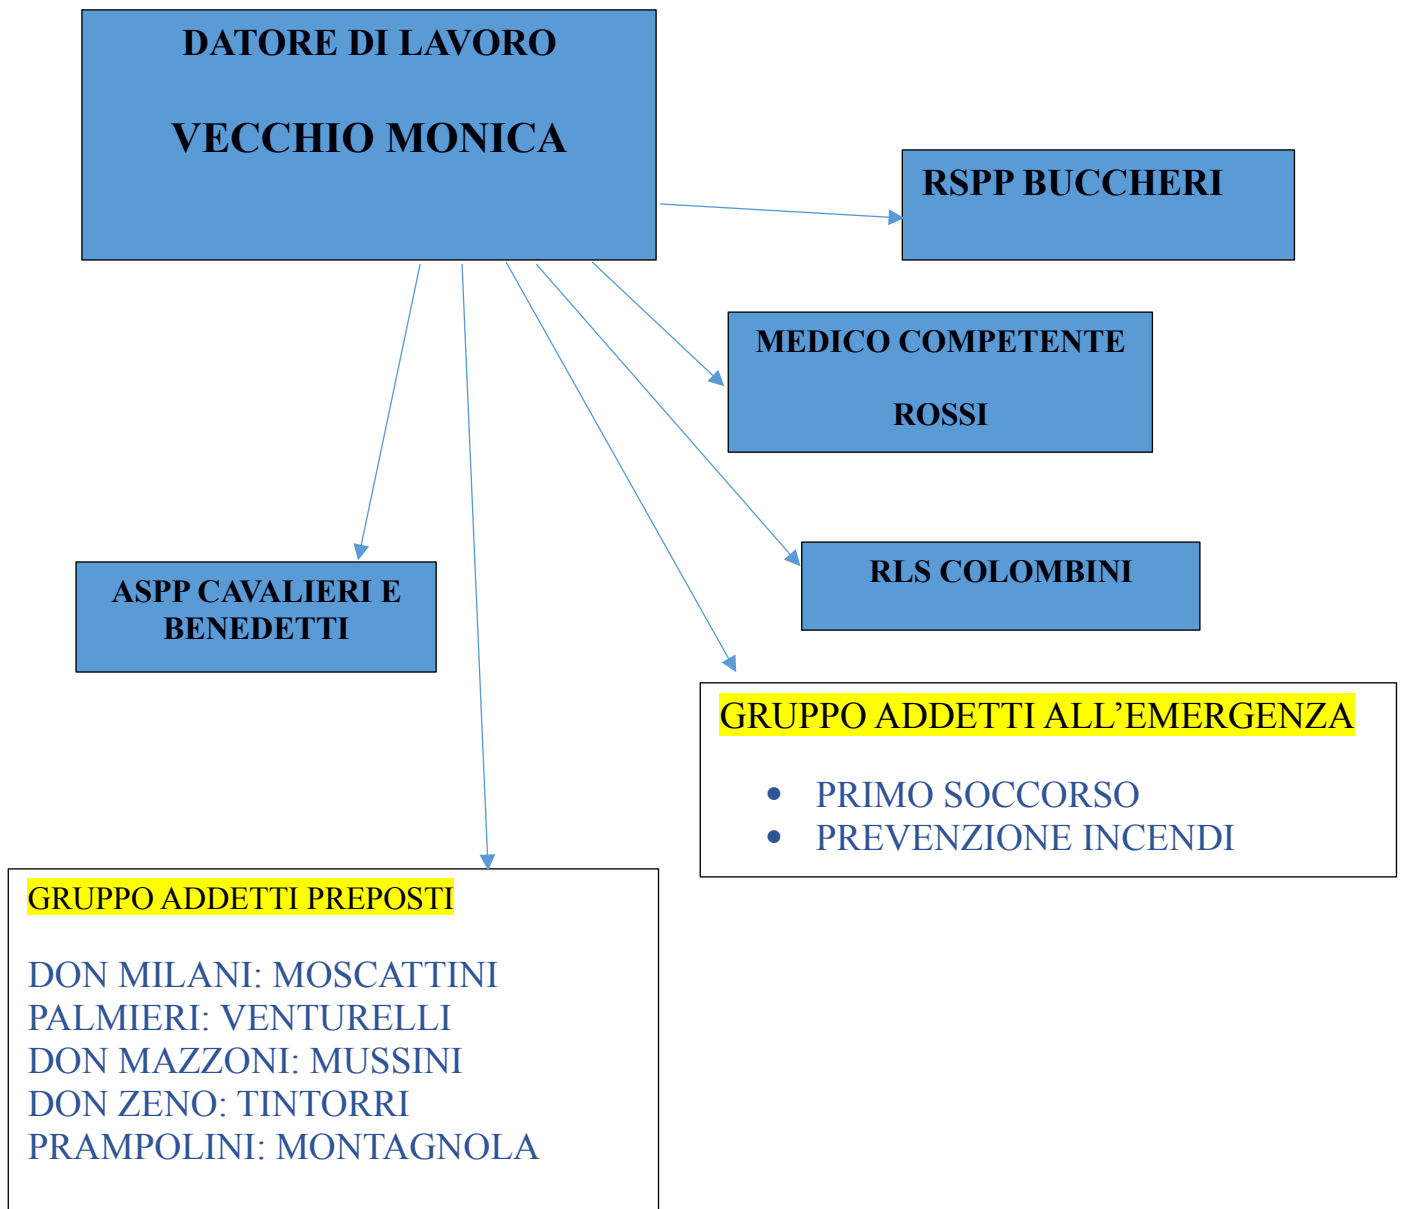 DATORE DI LAVORO
VECCHIO MONICA
RSPP BUCCHERI
MEDICO COMPETENTE
ROSSI
RLS COLOMBINI
ASPP CAVALIERI E
BENEDETTI
GRUPPO ADDETTI ALL’EMERGENZA
• PRIMO SOCCORSO
• PREVENZIONE INCENDI
GRUPPO ADDETTI PREPOSTI
DON MILANI: MOSCATTINI
PALMIERI: VENTURELLI
DON MAZZONI: MUSSINI
DON ZENO: TINTORRI
PRAMPOLINI: MONTAGNOLA